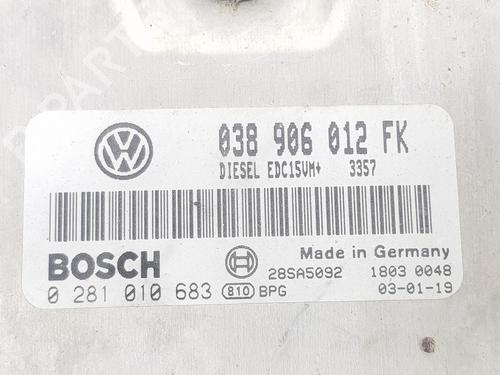 038 906 012 FK
DIESEL EDC15VM+ 3357
BOSCH
Made in Germany
28SA5092 1803 0048
0 281 010 683 810 BPG 03-01-19